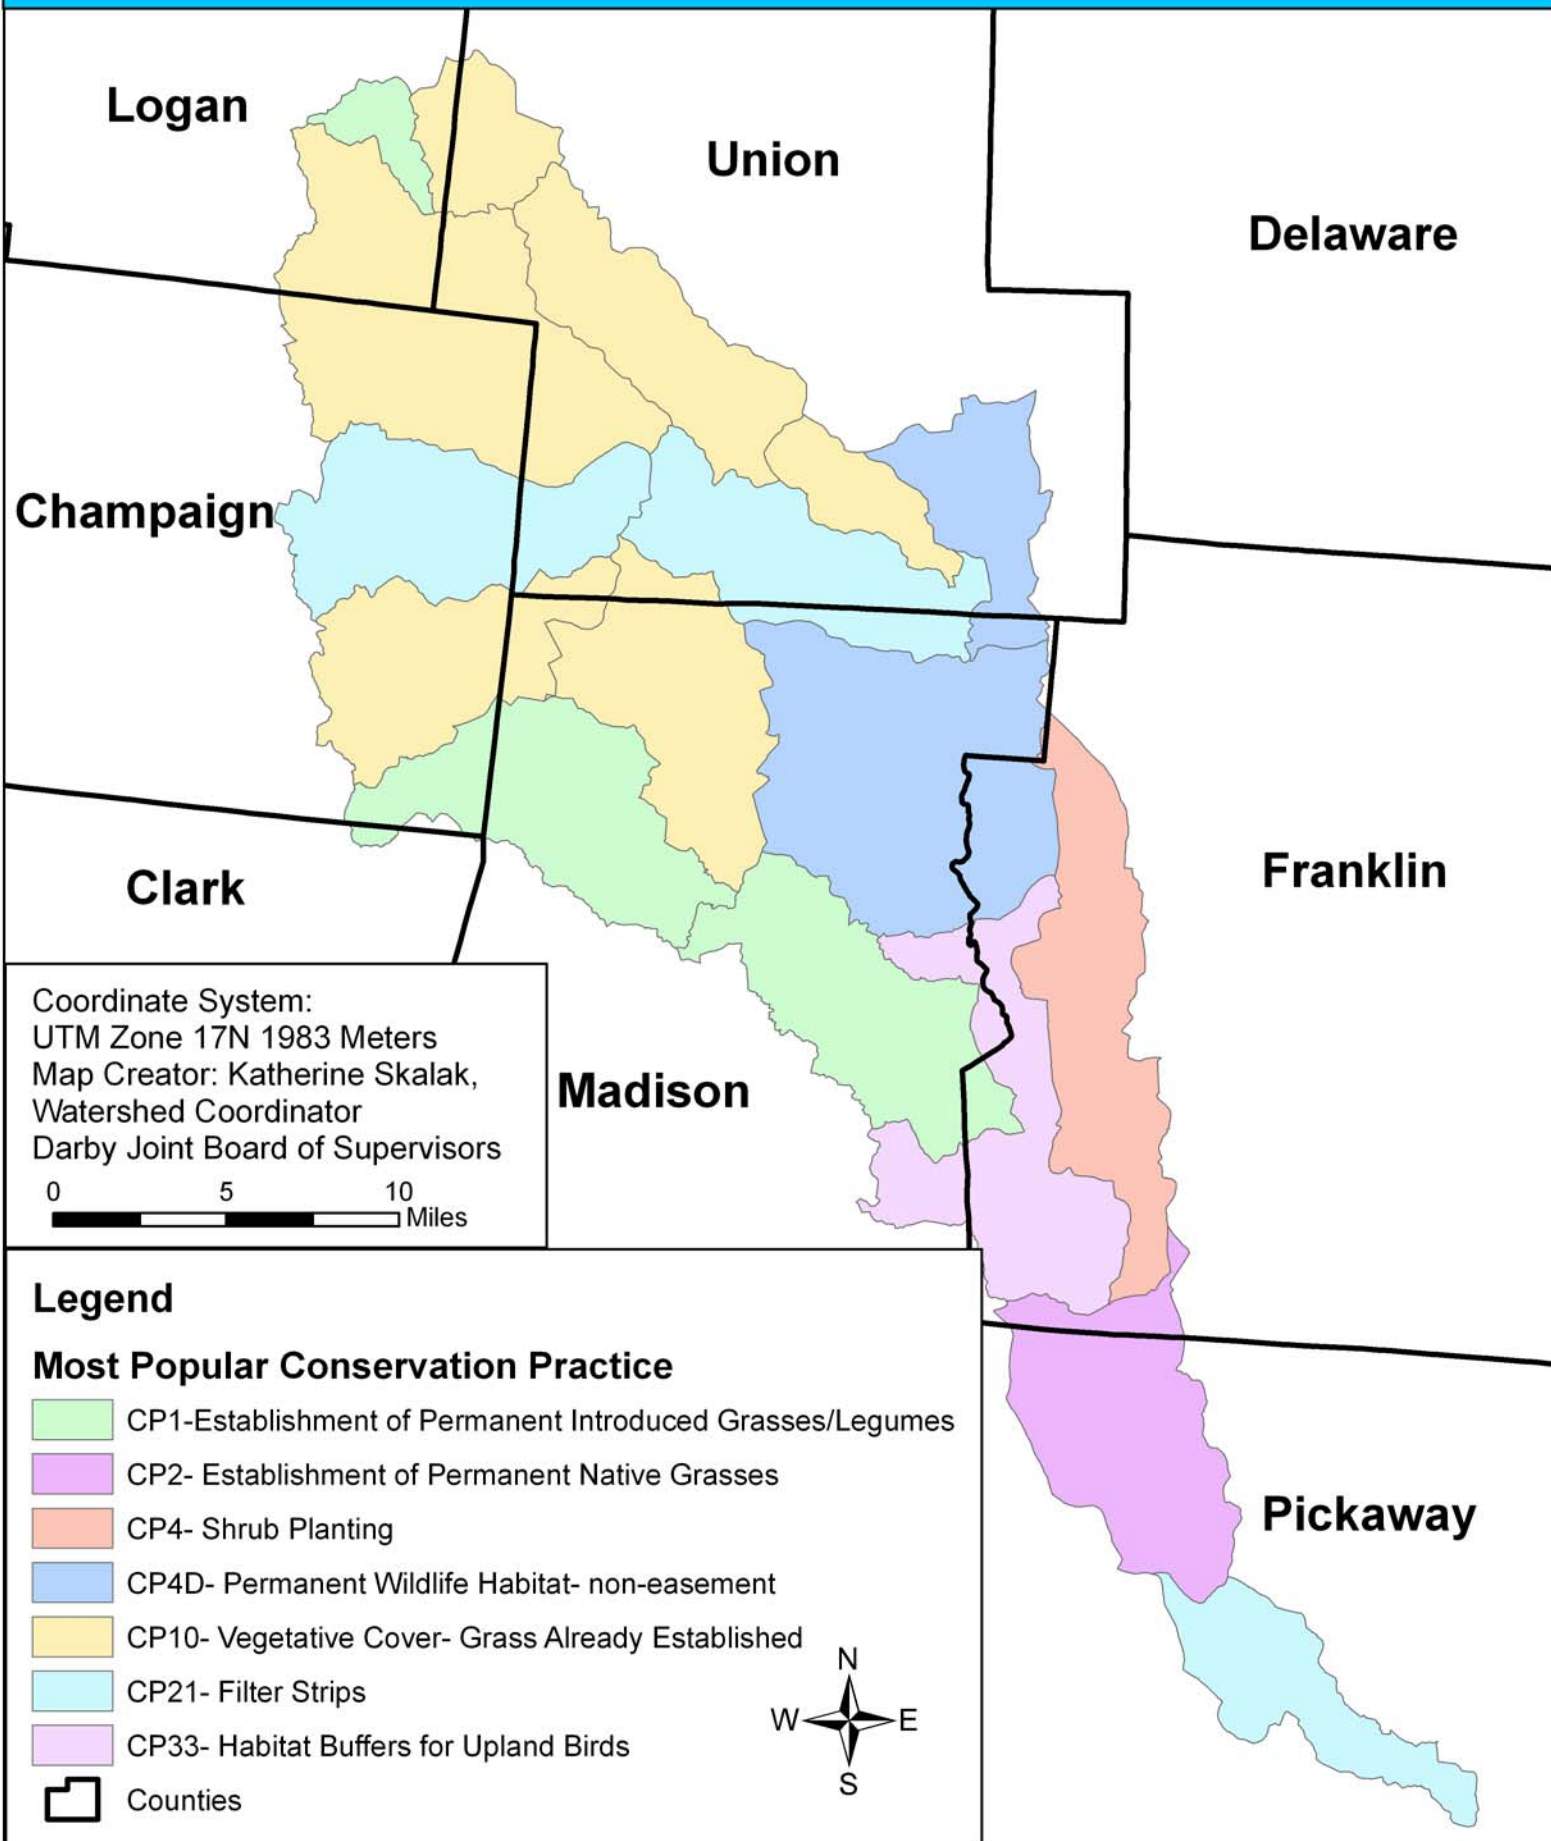 Logan
Union
Delaware
Champaign
Clark
Franklin
Madison
Pickaway
Coordinate System:
UTM Zone 17N 1983 Meters
Map Creator: Katherine Skalak,
Watershed Coordinator
Darby Joint Board of Supervisors
0 5 10
Miles
Legend
Most Popular Conservation Practice
CP1-Establishment of Permanent Introduced Grasses/Legumes
CP2- Establishment of Permanent Native Grasses
CP4- Shrub Planting
CP4D- Permanent Wildlife Habitat- non-easement
CP10- Vegetative Cover- Grass Already Established
CP21- Filter Strips
CP33- Habitat Buffers for Upland Birds
Counties
N
W E
S